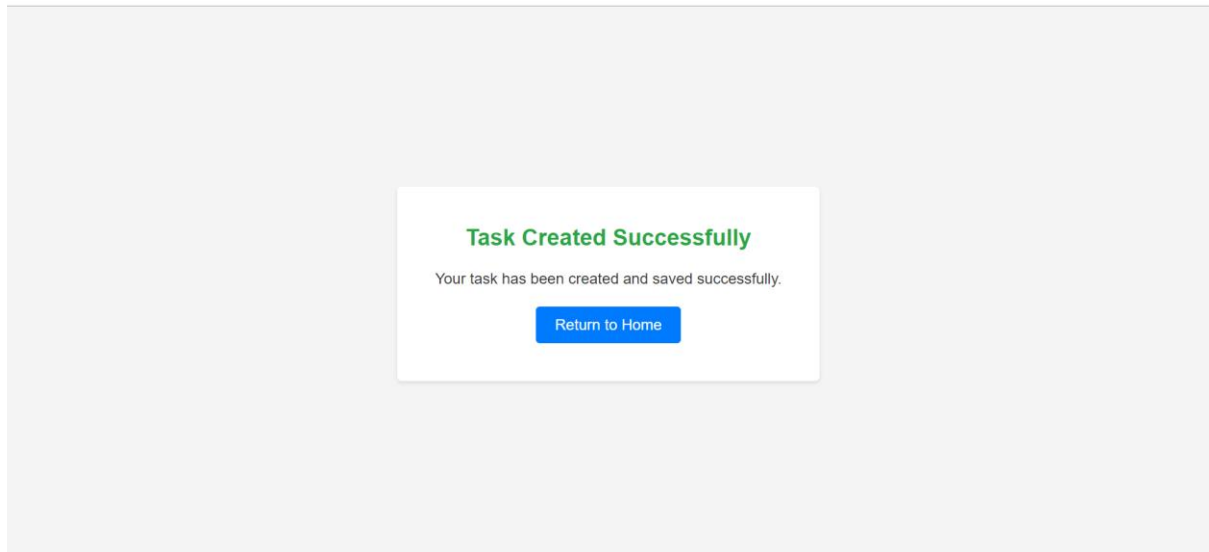 Task Created Successfully
Your task has been created and saved successfully.
Return to Home